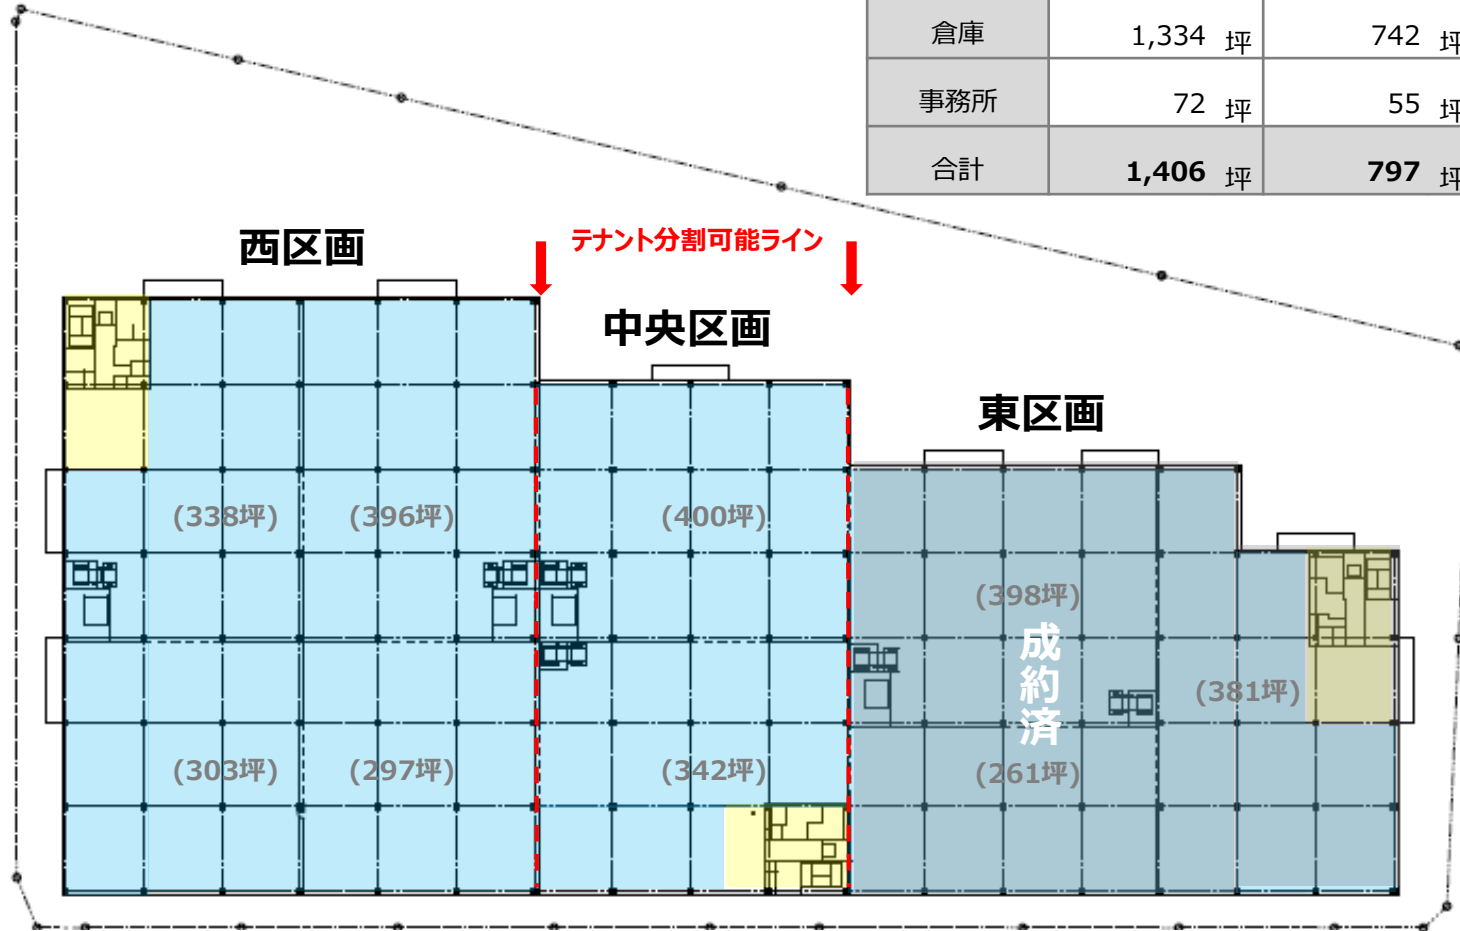 倉庫 1,334 坪 742 坪
事務所 72 坪 55 坪
合計 1,406 坪 797 坪
西区画
テナント分割可能ライン
中央区画
東区画
(338坪) (396坪) (400坪)
(398坪)
成約済
(381坪)
(303坪) (297坪) (342坪) (261坪)